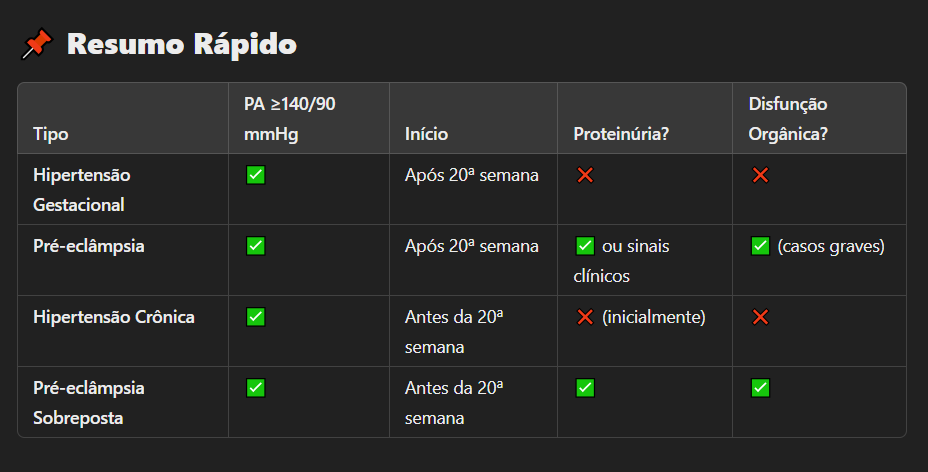 📌 Resumo Rápido
Tipo
PA ≥140/90
mmHg
Início
Proteinúria?
Disfunção
Orgânica?
Hipertensão
Gestacional
✅
Após 20ª semana
❌
❌
Pré-eclâmpsia
✅
Após 20ª semana
✅ ou sinais
clínicos
✅ (casos graves)
Hipertensão Crônica
✅
Antes da 20ª
semana
❌ (inicialmente)
❌
Pré-eclâmpsia
Sobreposta
✅
Antes da 20ª
semana
✅
✅